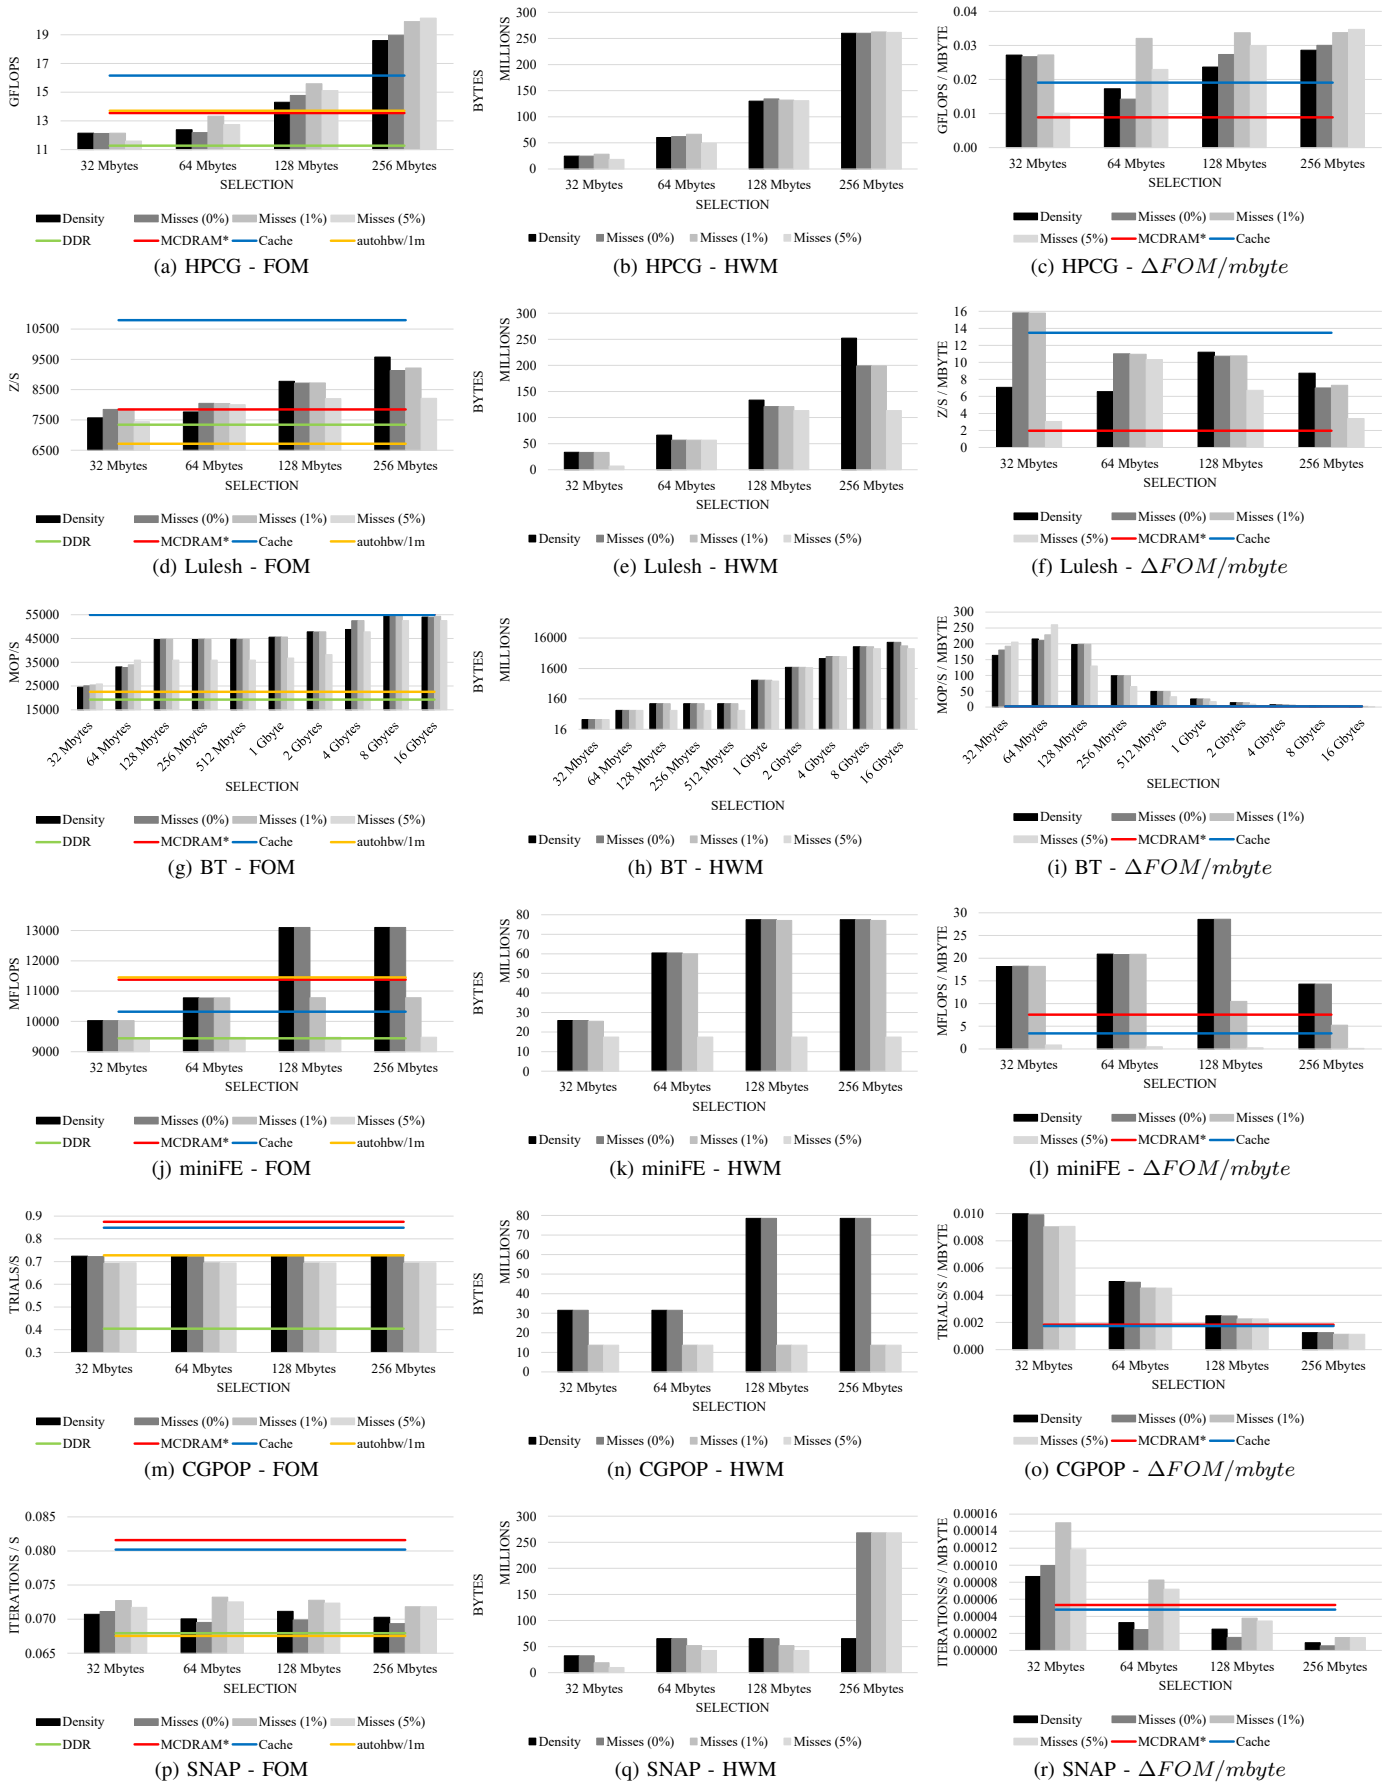 GFLOPS
19
17
15
13
11
32 Mbytes 64 Mbytes 128 Mbytes 256 Mbytes
SELECTION
Density Misses (0%) Misses (1%) Misses (5%)
DDR MCDRAM* Cache autohbw/1m
(a) HPCG - FOM
BYTES
MILLIONS
300
250
200
150
100
50
0
32 Mbytes 64 Mbytes 128 Mbytes 256 Mbytes
SELECTION
Density Misses (0%) Misses (1%) Misses (5%)
(b) HPCG - HWM
GFLOPS / MBYTE
0.04
0.03
0.02
0.01
0.00
32 Mbytes 64 Mbytes 128 Mbytes 256 Mbytes
SELECTION
Density Misses (0%) Misses (1%)
Misses (5%) MCDRAM* Cache
(c) HPCG - ΔFOM/mbyte
Z/S
10500
9500
8500
7500
6500
32 Mbytes 64 Mbytes 128 Mbytes 256 Mbytes
SELECTION
Density Misses (0%) Misses (1%) Misses (5%)
DDR MCDRAM* Cache autohbw/1m
(d) Lulesh - FOM
BYTES
MILLIONS
300
250
200
150
100
50
0
32 Mbytes 64 Mbytes 128 Mbytes 256 Mbytes
SELECTION
Density Misses (0%) Misses (1%) Misses (5%)
(e) Lulesh - HWM
Z/S / MBYTE
16
14
12
10
8
6
4
2
0
32 Mbytes 64 Mbytes 128 Mbytes 256 Mbytes
SELECTION
Density Misses (0%) Misses (1%)
Misses (5%) MCDRAM* Cache
(f) Lulesh - ΔFOM/mbyte
MOP/S
55000
45000
35000
25000
15000
32 Mbytes 64 Mbytes 128 Mbytes 256 Mbytes 512 Mbytes 1 Gbyte 2 Gbytes 4 Gbytes 8 Gbytes 16 Gbytes
SELECTION
Density Misses (0%) Misses (1%) Misses (5%)
DDR MCDRAM* Cache autohbw/1m
(g) BT - FOM
BYTES
MILLIONS
16000
1600
160
16
32 Mbytes 64 Mbytes 128 Mbytes 256 Mbytes 512 Mbytes 1 Gbyte 2 Gbytes 4 Gbytes 8 Gbytes 16 Gbytes
SELECTION
Density Misses (0%) Misses (1%) Misses (5%)
(h) BT - HWM
MOP/S / MBYTE
300
250
200
150
100
50
0
32 Mbytes 64 Mbytes 128 Mbytes 256 Mbytes 512 Mbytes 1 Gbyte 2 Gbytes 4 Gbytes 8 Gbytes 16 Gbytes
SELECTION
Density Misses (0%) Misses (1%)
Misses (5%) MCDRAM* Cache
(i) BT - ΔFOM/mbyte
MFLOPS
13000
12000
11000
10000
9000
32 Mbytes 64 Mbytes 128 Mbytes 256 Mbytes
SELECTION
Density Misses (0%) Misses (1%) Misses (5%)
DDR MCDRAM* Cache autohbw/1m
(j) miniFE - FOM
BYTES
MILLIONS
80
70
60
50
40
30
20
10
0
32 Mbytes 64 Mbytes 128 Mbytes 256 Mbytes
SELECTION
Density Misses (0%) Misses (1%) Misses (5%)
(k) miniFE - HWM
MFLOPS / MBYTE
30
25
20
15
10
5
0
32 Mbytes 64 Mbytes 128 Mbytes 256 Mbytes
SELECTION
Density Misses (0%) Misses (1%)
Misses (5%) MCDRAM* Cache
(l) miniFE - ΔFOM/mbyte
TRIALS/S
0.9
0.8
0.7
0.6
0.5
0.4
0.3
32 Mbytes 64 Mbytes 128 Mbytes 256 Mbytes
SELECTION
Density Misses (0%) Misses (1%) Misses (5%)
DDR MCDRAM* Cache autohbw/1m
(m) CGPOP - FOM
BYTES
MILLIONS
80
70
60
50
40
30
20
10
0
32 Mbytes 64 Mbytes 128 Mbytes 256 Mbytes
SELECTION
Density Misses (0%) Misses (1%) Misses (5%)
(n) CGPOP - HWM
TRIALS/S / MBYTE
0.010
0.008
0.006
0.004
0.002
0.000
32 Mbytes 64 Mbytes 128 Mbytes 256 Mbytes
SELECTION
Density Misses (0%) Misses (1%)
Misses (5%) MCDRAM* Cache
(o) CGPOP - ΔFOM/mbyte
ITERATIONS / S
0.085
0.080
0.075
0.070
0.065
32 Mbytes 64 Mbytes 128 Mbytes 256 Mbytes
SELECTION
Density Misses (0%) Misses (1%) Misses (5%)
DDR MCDRAM* Cache autohbw/1m
(p) SNAP - FOM
BYTES
MILLIONS
300
250
200
150
100
50
0
32 Mbytes 64 Mbytes 128 Mbytes 256 Mbytes
SELECTION
Density Misses (0%) Misses (1%) Misses (5%)
(q) SNAP - HWM
ITERATIONS/S / MBYTE
0.00016
0.00014
0.00012
0.00010
0.00008
0.00006
0.00004
0.00002
0.00000
32 Mbytes 64 Mbytes 128 Mbytes 256 Mbytes
SELECTION
Density Misses (0%) Misses (1%)
Misses (5%) MCDRAM* Cache
(r) SNAP - ΔFOM/mbyte